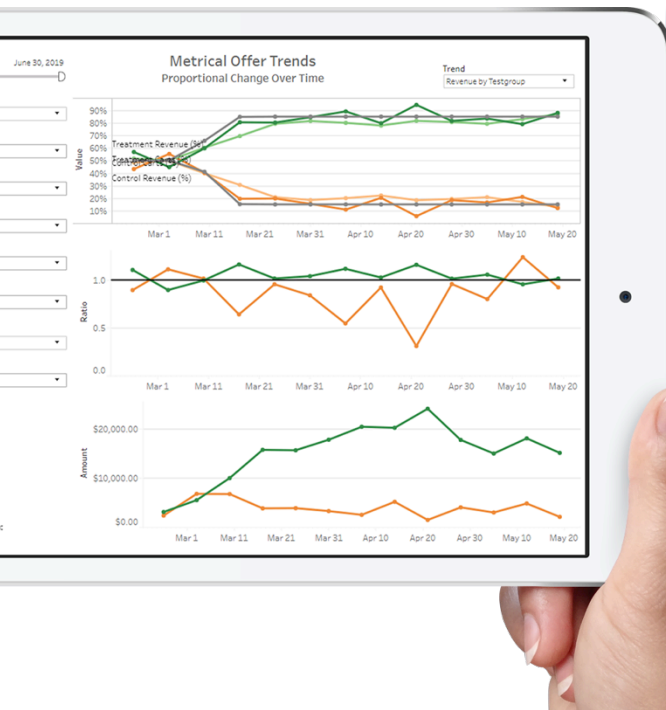 June 30, 2019
Metrical Offer Trends
Proportional Change Over Time
Trend
Revenue by Testgroup
Value
90%
80%
70%
60%
50%
40%
30%
20%
10%
Treatment Revenue (%)
Control Revenue (%)
Mar 1 Mar 11 Mar 21 Mar 31 Apr 10 Apr 20 Apr 30 May 10 May 20
Ratio
1.0
0.5
0.0
Mar 1 Mar 11 Mar 21 Mar 31 Apr 10 Apr 20 Apr 30 May 10 May 20
Amount
$20,000.00
$10,000.00
$0.00
Mar 1 Mar 11 Mar 21 Mar 31 Apr 10 Apr 20 Apr 30 May 10 May 20